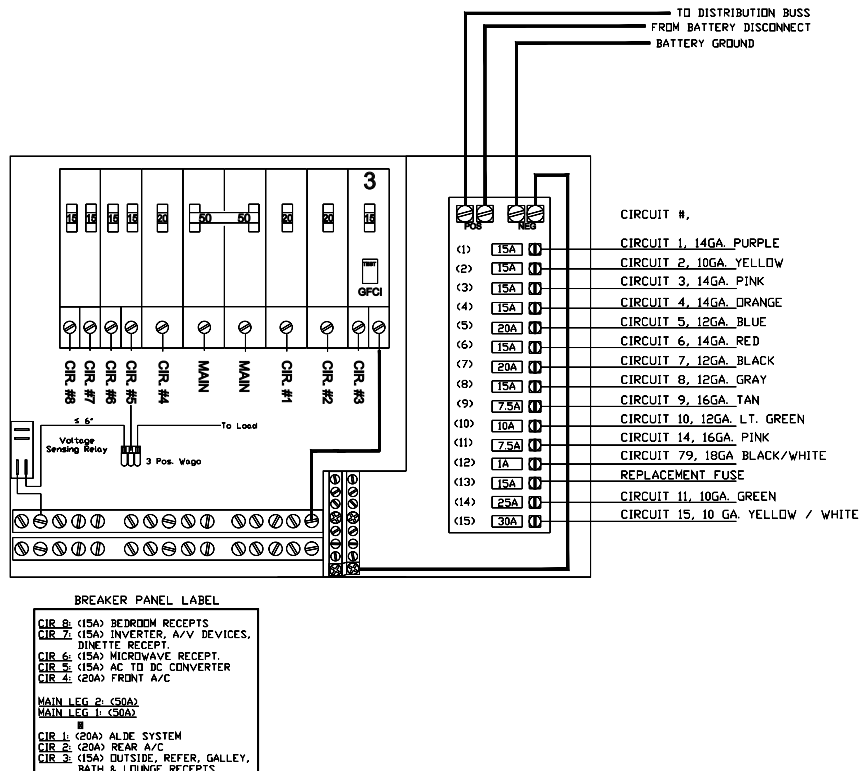 TO DISTRIBUTION BUSS
FROM BATTERY DISCONNECT
BATTERY GROUND
3
15
15
15
15
20
50
50
20
20
15
TEST
GFCI
CIR. #8
CIR. #7
CIR. #6
CIR. #5
CIR. #4
MAIN
MAIN
CIR. #1
CIR. #2
CIR. #3
≤ 6"
To Load
Voltage
Sensing Relay
3 Pos. Wago
POS
NEG
CIRCUIT #,
(1) 15A CIRCUIT 1, 14GA. PURPLE
(2) 15A CIRCUIT 2, 10GA. YELLOW
(3) 15A CIRCUIT 3, 14GA. PINK
(4) 15A CIRCUIT 4, 14GA. ORANGE
(5) 20A CIRCUIT 5, 12GA. BLUE
(6) 15A CIRCUIT 6, 14GA. RED
(7) 20A CIRCUIT 7, 12GA. BLACK
(8) 15A CIRCUIT 8, 12GA. GRAY
(9) 7.5A CIRCUIT 9, 16GA. TAN
(10) 10A CIRCUIT 10, 12GA. LT. GREEN
(11) 7.5A CIRCUIT 14, 16GA. PINK
(12) 1A CIRCUIT 79, 18GA BLACK/WHITE
(13) 15A REPLACEMENT FUSE
(14) 25A CIRCUIT 11, 10GA. GREEN
(15) 30A CIRCUIT 15, 10 GA. YELLOW / WHITE
BREAKER PANEL LABEL
CIR 8: (15A) BEDROOM RECEPTS
CIR 7: (15A) INVERTER, A/V DEVICES,
DINETTE RECEPT.
CIR 6: (15A) MICROWAVE RECEPT.
CIR 5: (15A) AC TO DC CONVERTER
CIR 4: (20A) FRONT A/C
MAIN LEG 2: (50A)
MAIN LEG 1: (50A)
CIR 1: (20A) ALDE SYSTEM
CIR 2: (20A) REAR A/C
CIR 3: (15A) OUTSIDE, REFER, GALLEY,
BATH & LOUNGE RECEPTS